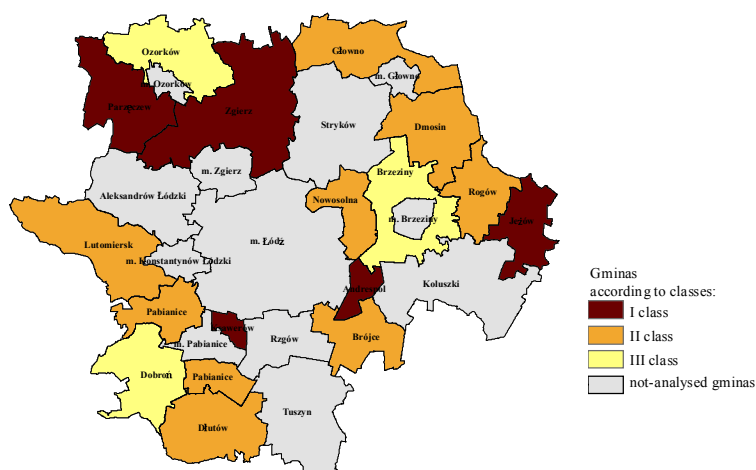 Ozorków
m. Ozorków
Parzęczew
Zgierz
Głowno
m. Głowno
Stryków
Dmosin
m. Zgierz
Aleksandrów Łódzki
Brzeziny
Rogów
Nowosolna
m. Brzeziny
Jeżów
Lutomiersk
m. Łódź
m. Konstantynów Łódzki
Andrespol
Koluszki
Pabianice
Ksawerów
m. Pabianice
Rzgów
Brójce
Dobroń
Pabianice
Tuszyn
Dłutów
Gminas
according to classes:
I class
II class
III class
not-analysed gminas